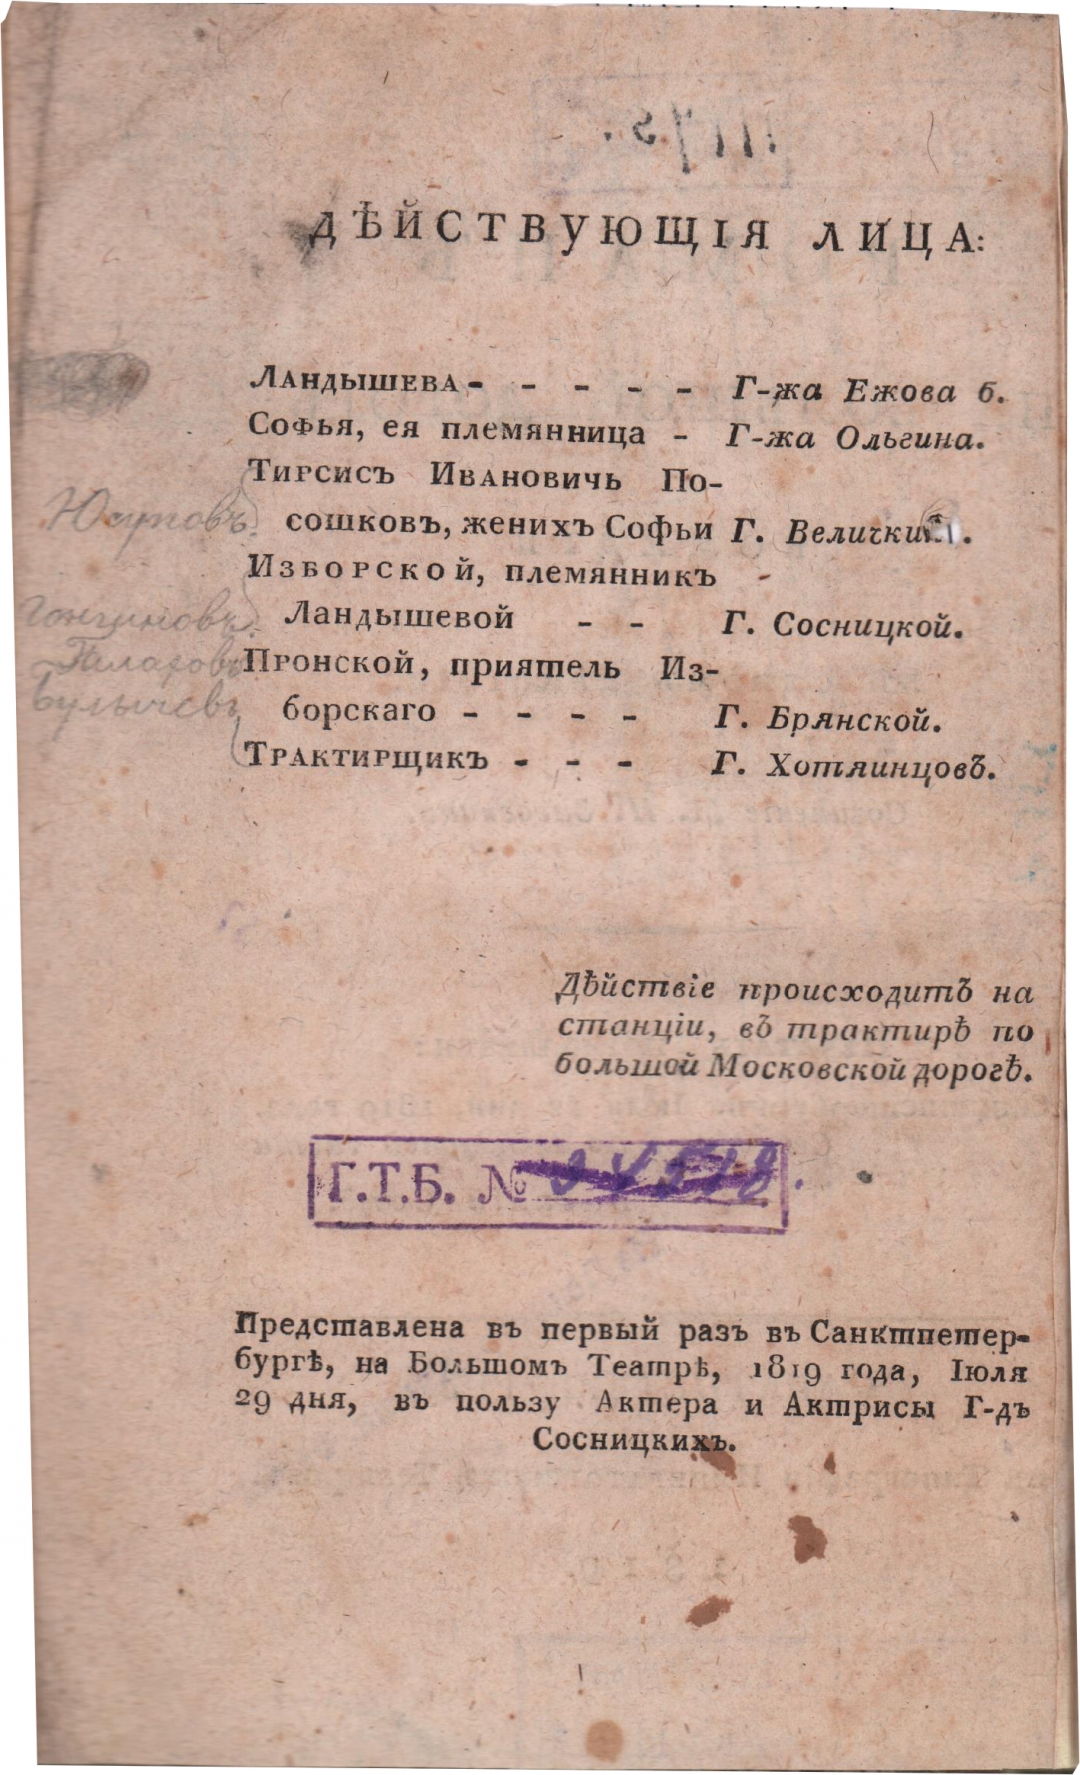 ДѢЙСТВУЮЩІЯ ЛИЦА:
Ландышева - - - - - Г-жа Ежова б.
Софья, ея племянница - Г-жа Ольгина.
Тирсисъ Ивановичь По-
Юсуповъ сошковъ, женихъ Софьи Г. Величкин.
Изборской, племянникъ -
Ландышевой - - Г. Сосницкой.
Пронской, приятель Из-
Булычевъ борскаго - - - - Г. Брянской.
Трактирщикъ - - - Г. Хотяинцовъ.
Дѣйствіе происходитъ на
станціи, въ трактирѣ по
большой Московской дорогѣ.
Г.Т.Б. №
Представлена въ первый разъ въ Санктпетер-
бургѣ, на Большомъ Театрѣ, 1819 года, Іюля
29 дня, въ пользу Актера и Актрисы Г-дъ
Сосницкихъ.